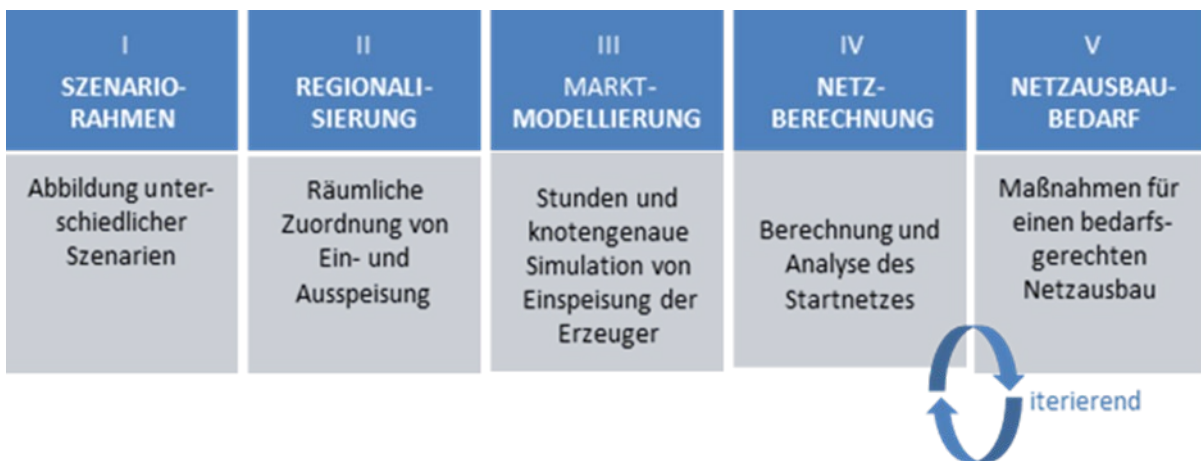 I
SZENARIO-
RAHMEN
Abbildung unter-
schiedlicher
Szenarien
II
REGIONALI-
SIERUNG
Räumliche
Zuordnung von
Ein- und
Ausspeisung
III
MARKT-
MODELLIERUNG
Stunden und
knotengenaue
Simulation von
Einspeisung der
Erzeuger
IV
NETZ-
BERECHNUNG
Berechnung und
Analyse des
Startnetzes
V
NETZAUSBAU-
BEDARF
Maßnahmen für
einen bedarfs-
gerechten
Netzausbau
iterierend